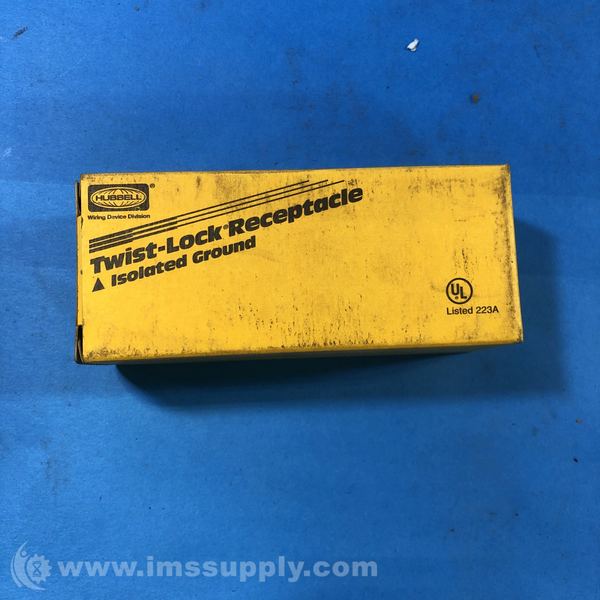 HUBBELL®
Wiring Device Division
Twist-Lock® Receptacle
▲ Isolated Ground
UL
Listed 223A
www.imssupply.com